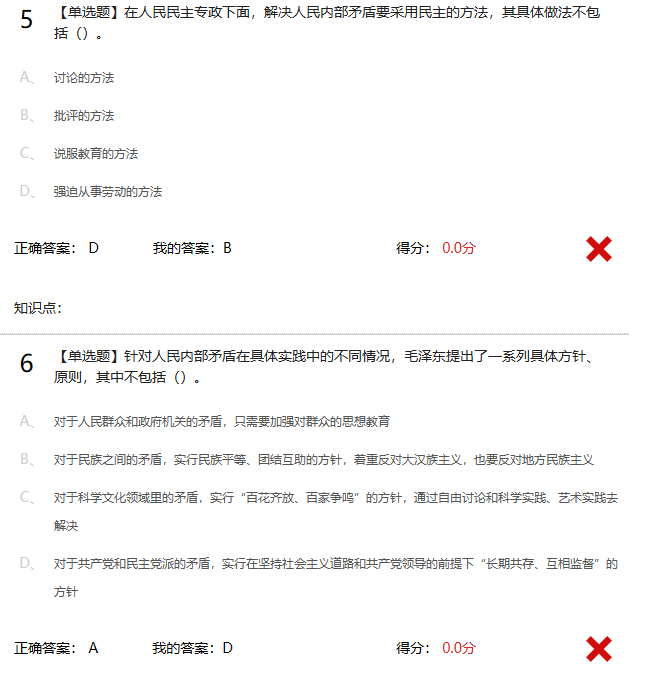 5
【单选题】在人民民主专政下面，解决人民内部矛盾要采用民主的方法，其具体做法不包
括（）。
A、 讨论的方法
B、 批评的方法
C、 说服教育的方法
D、 强迫从事劳动的方法
正确答案： D 我的答案：B 得分： 0.0分
知识点：
6
【单选题】针对人民内部矛盾在具体实践中的不同情况，毛泽东提出了一系列具体方针、
原则，其中不包括（）。
A、 对于人民群众和政府机关的矛盾，只需要加强对群众的思想教育
B、 对于民族之间的矛盾，实行民族平等、团结互助的方针，着重反对大汉族主义，也要反对地方民族主义
C、 对于科学文化领域里的矛盾，实行“百花齐放、百家争鸣”的方针，通过自由讨论和科学实践、艺术实践去
解决
D、 对于共产党和民主党派的矛盾，实行在坚持社会主义道路和共产党领导的前提下“长期共存、互相监督”的
方针
正确答案： A 我的答案：D 得分： 0.0分